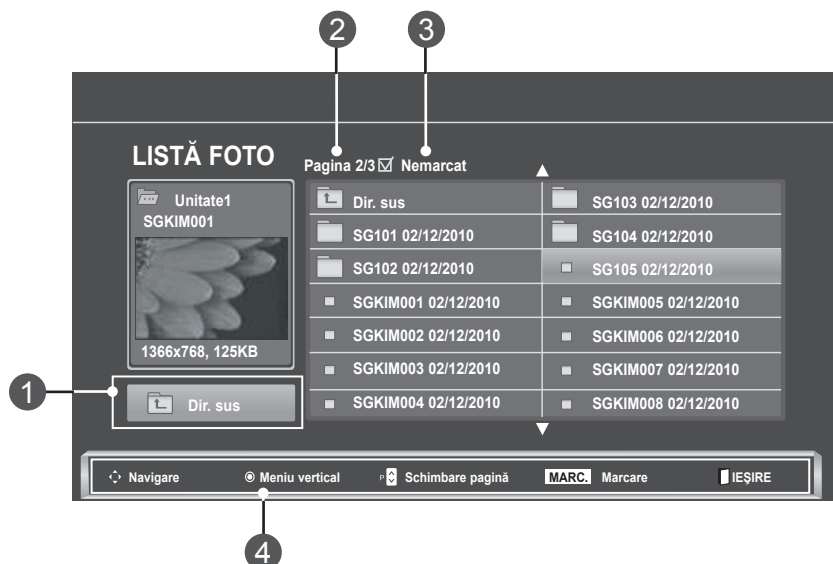 2
3
LISTĂ FOTO
Pagina 2/3 Nemarcat
Unitate1
SGKIM001
1366x768, 125KB
Dir. sus
SG101 02/12/2010
SG102 02/12/2010
SGKIM001 02/12/2010
SGKIM002 02/12/2010
SGKIM003 02/12/2010
SGKIM004 02/12/2010
SG103 02/12/2010
SG104 02/12/2010
SG105 02/12/2010
SGKIM005 02/12/2010
SGKIM006 02/12/2010
SGKIM007 02/12/2010
SGKIM008 02/12/2010
1
Dir. sus
Navigare Meniu vertical P Schimbare pagină MARC. Marcare IEŞIRE
4